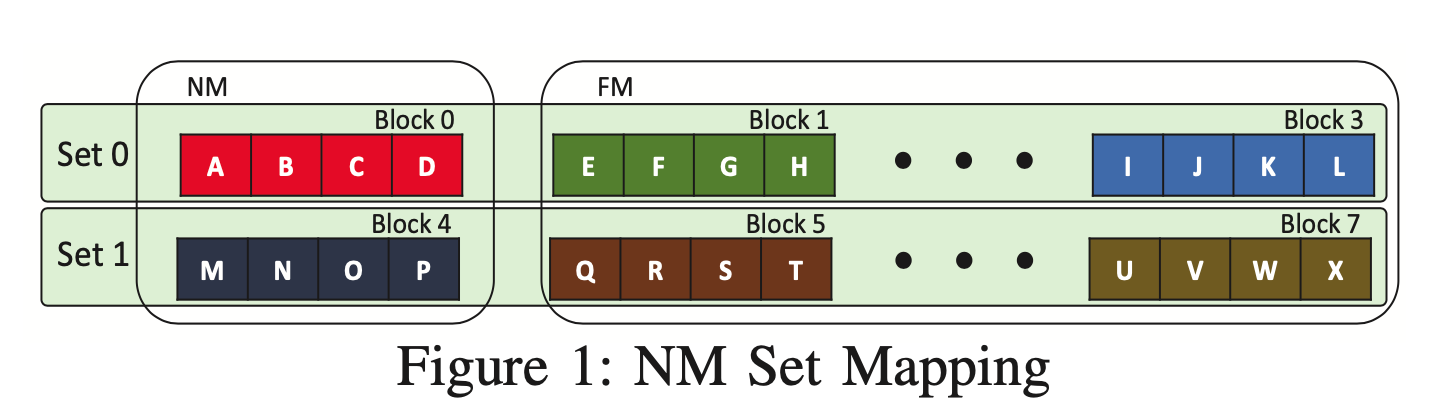 NM FM
Block 0 Block 1 Block 3
Set 0 A B C D E F G H • • • I J K L
Block 4 Block 5 Block 7
Set 1 M N O P Q R S T • • • U V W X
Figure 1: NM Set Mapping